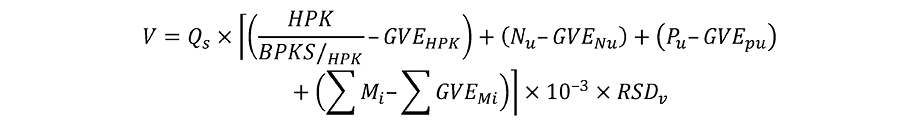 V = Q_s × ⌈(HPK / BPKS/_HPK – GVE_HPK) + (N_u – GVE_Nu) + (P_u – GVE_pu)
+ (∑ M_i – ∑ GVE_Mi)⌉ × 10⁻³ × RSD_v